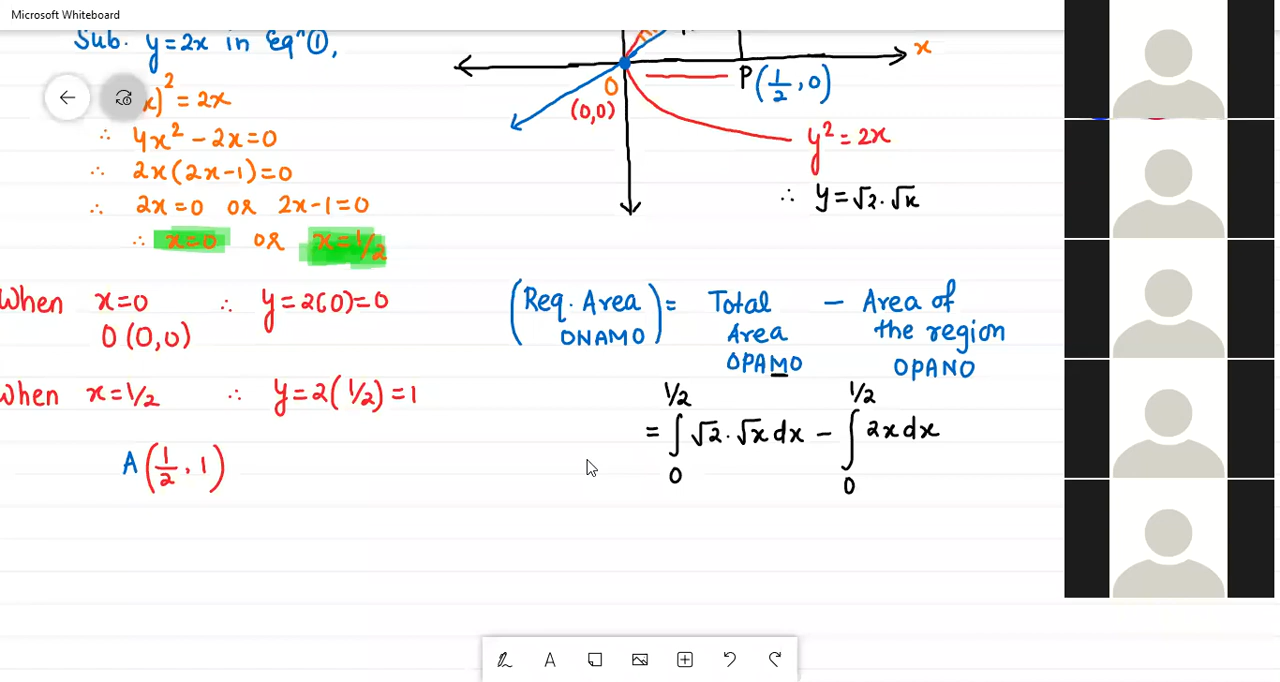 Microsoft Whiteboard
Sub. y=2x in Eqⁿ①,
x)² = 2x
∴ 4x² - 2x = 0
∴ 2x(2x-1) = 0
∴ 2x = 0 OR 2x-1 = 0
∴ x=0 OR x=1/2
x
O
(0,0)
P(1/2, 0)
y² = 2x
∴ y = √2.√x
When x=0 ∴ y = 2(0) = 0
O(0,0)
When x=1/2 ∴ y = 2(1/2) = 1
A(1/2, 1)
(Req. Area ONAMO) = Total Area OPAMO - Area of the region OPANO
= ∫₀^1/2 √2.√x dx - ∫₀^1/2 2x dx